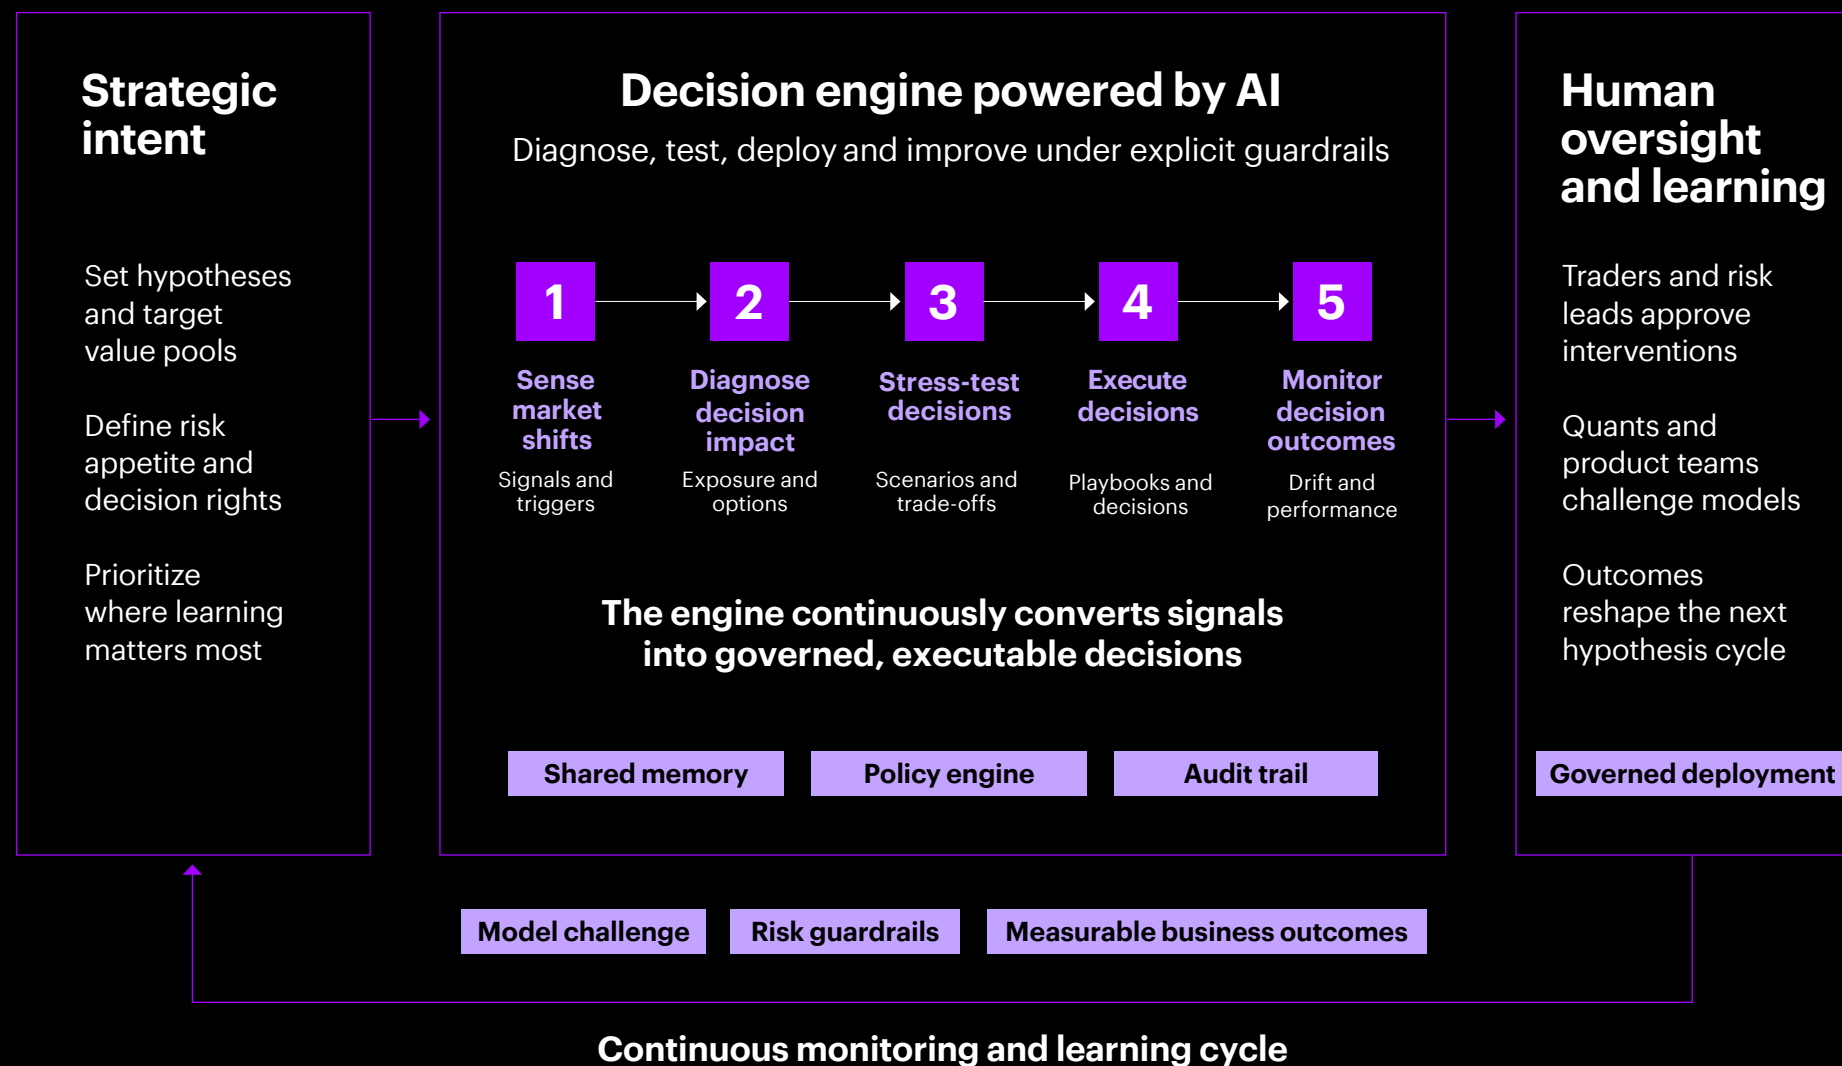 Strategic
intent
Set hypotheses
and target
value pools
Define risk
appetite and
decision rights
Prioritize
where learning
matters most
Decision engine powered by AI
Diagnose, test, deploy and improve under explicit guardrails
1
Sense
market
shifts
Signals and
triggers
2
Diagnose
decision
impact
Exposure and
options
3
Stress-test
decisions
Scenarios and
trade-offs
4
Execute
decisions
Playbooks and
decisions
5
Monitor
decision
outcomes
Drift and
performance
The engine continuously converts signals
into governed, executable decisions
Shared memory
Policy engine
Audit trail
Human
oversight
and learning
Traders and risk
leads approve
interventions
Quants and
product teams
challenge models
Outcomes
reshape the next
hypothesis cycle
Governed deployment
Model challenge
Risk guardrails
Measurable business outcomes
Continuous monitoring and learning cycle